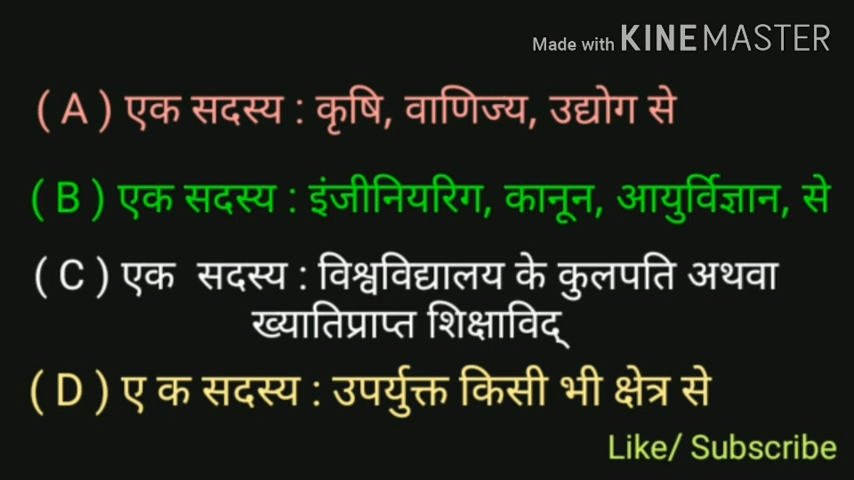 Made with KINEMASTER
( A ) एक सदस्य : कृषि, वाणिज्य, उद्योग से
( B ) एक सदस्य : इंजीनियरिग, कानून, आयुर्विज्ञान, से
( C ) एक सदस्य : विश्वविद्यालय के कुलपति अथवा
ख्यातिप्राप्त शिक्षाविद्
( D ) ए क सदस्य : उपर्युक्त किसी भी क्षेत्र से
Like/ Subscribe